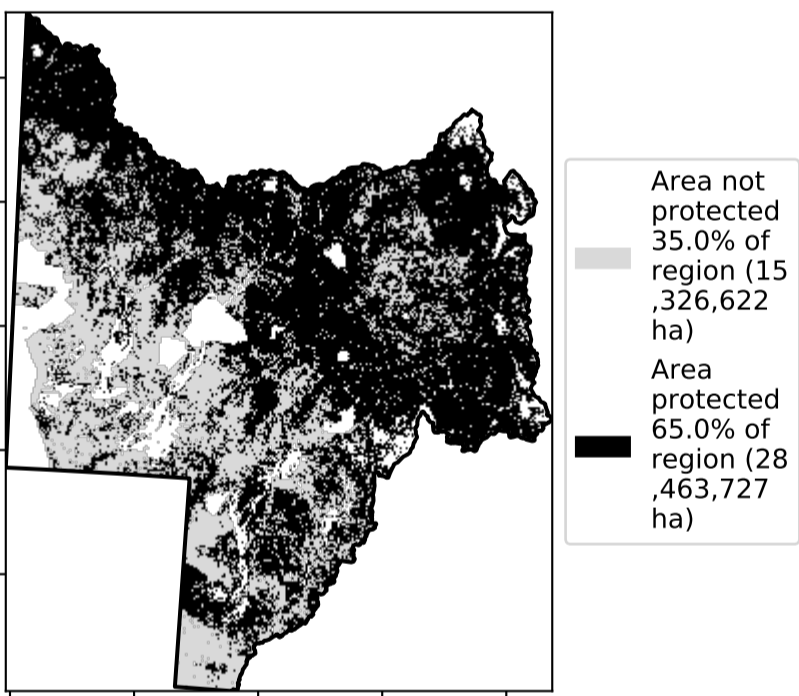 Area not
protected
35.0% of
region (15
,326,622
ha)
Area
protected
65.0% of
region (28
,463,727
ha)